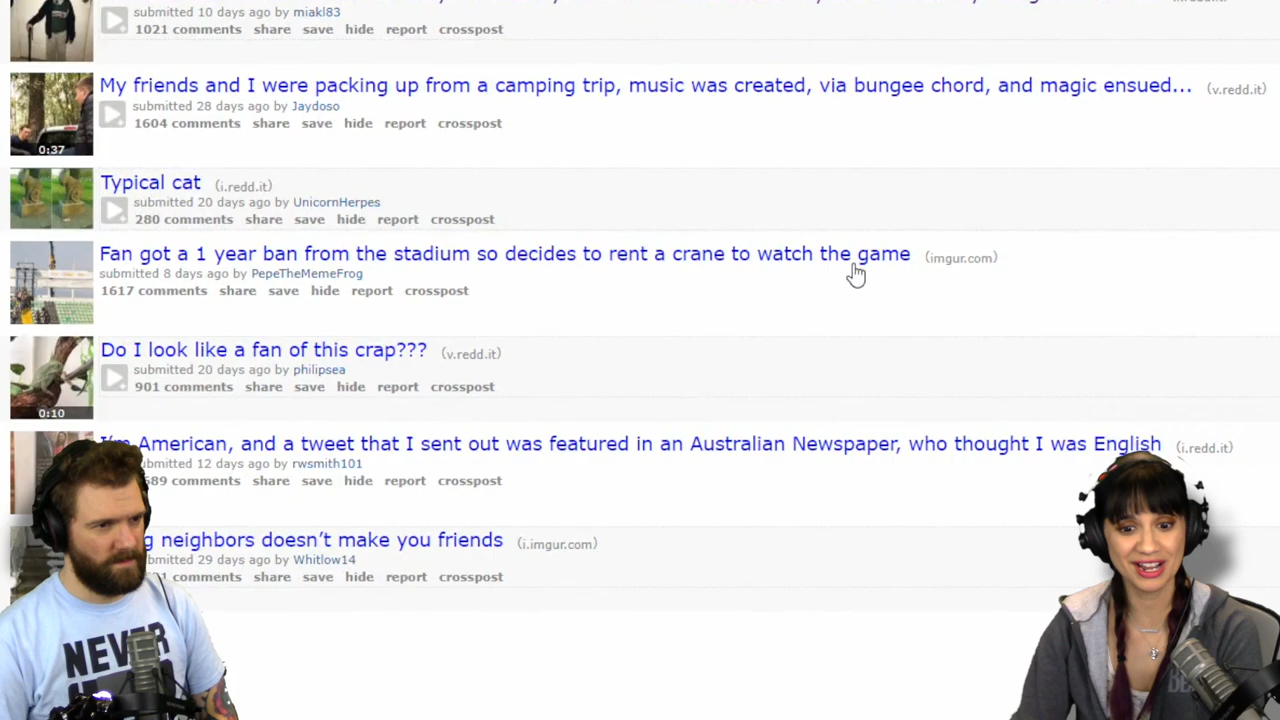 submitted 10 days ago by miakl83
1021 comments share save hide report crosspost
My friends and I were packing up from a camping trip, music was created, via bungee chord, and magic ensued... (v.redd.it)
submitted 28 days ago by Jaydoso
1604 comments share save hide report crosspost
0:37
Typical cat (i.redd.it)
submitted 20 days ago by UnicornHerpes
280 comments share save hide report crosspost
Fan got a 1 year ban from the stadium so decides to rent a crane to watch the game (imgur.com)
submitted 8 days ago by PepeTheMemeFrog
1617 comments share save hide report crosspost
Do I look like a fan of this crap??? (v.redd.it)
submitted 20 days ago by philipsea
901 comments share save hide report crosspost
0:10
I'm American, and a tweet that I sent out was featured in an Australian Newspaper, who thought I was English (i.redd.it)
submitted 12 days ago by rwsmith101
comments share save hide report crosspost
neighbors doesn't make you friends (i.imgur.com)
submitted 29 days ago by Whitlow14
comments share save hide report crosspost
NEVER